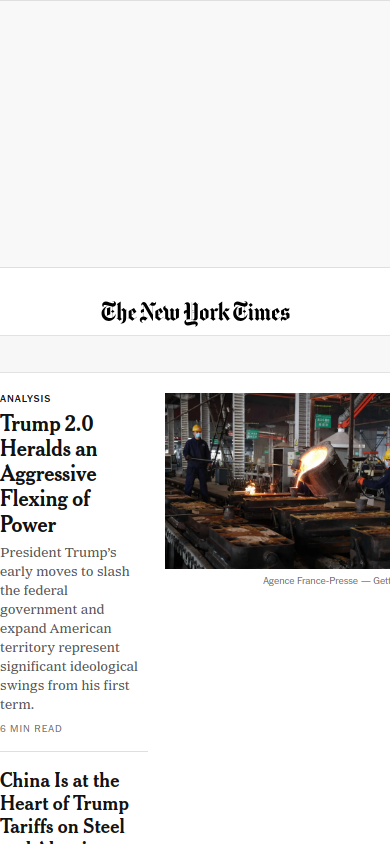 The New York Times
ANALYSIS
Trump 2.0
Heralds an
Aggressive
Flexing of
Power
President Trump's
early moves to slash
the federal
government and
expand American
territory represent
significant ideological
swings from his first
term.
6 MIN READ
Agence France-Presse — Gett
China Is at the
Heart of Trump
Tariffs on Steel